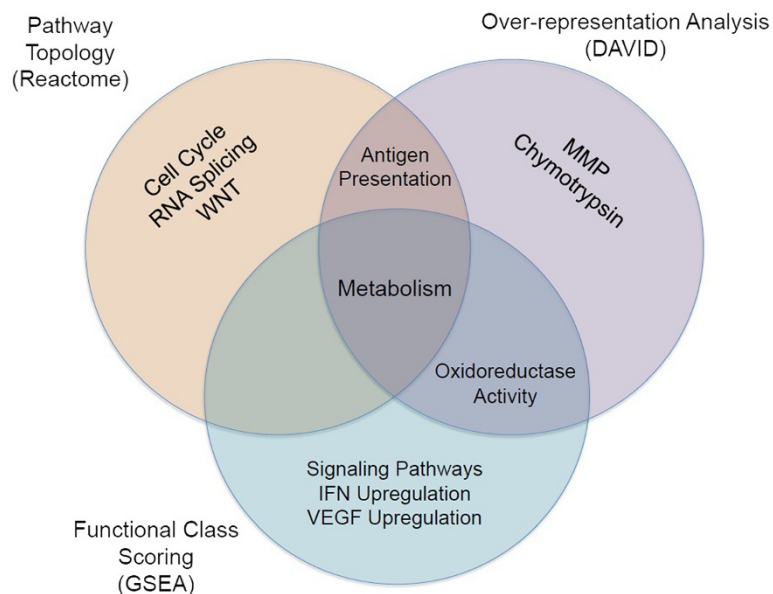 Pathway
Topology
(Reactome)
Over-representation Analysis
(DAVID)
Cell Cycle
RNA Splicing
WNT
Antigen
Presentation
MMP
Chymotrypsin
Metabolism
Oxidoreductase
Activity
Signaling Pathways
IFN Upregulation
VEGF Upregulation
Functional Class
Scoring
(GSEA)